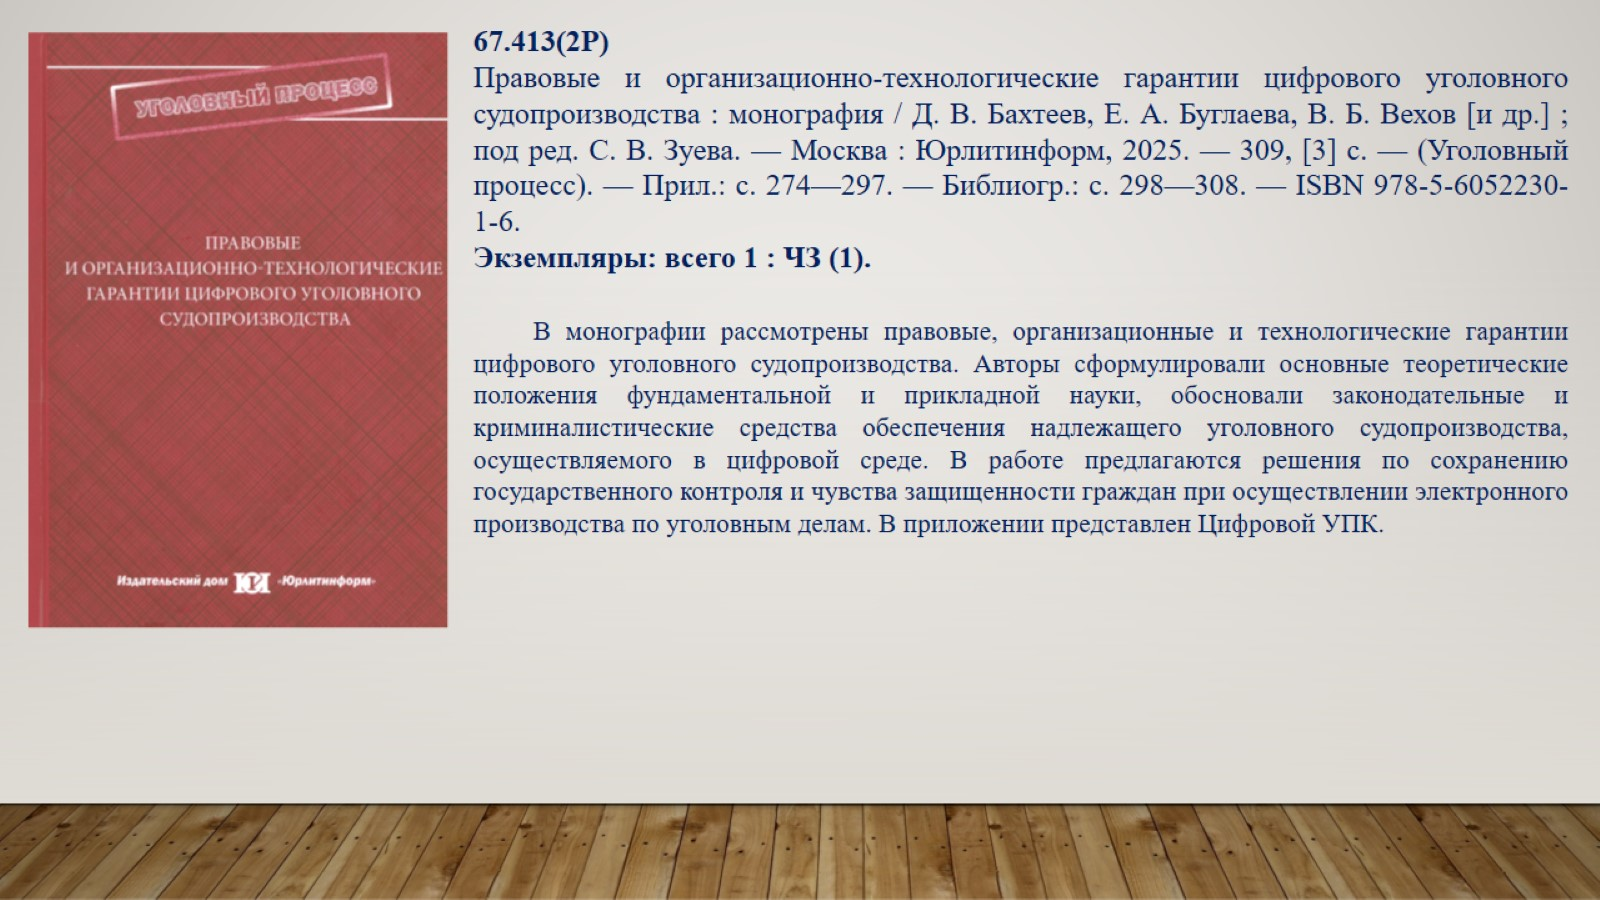 УГОЛОВНЫЙ ПРОЦЕСС
ПРАВОВЫЕ
И ОРГАНИЗАЦИОННО-ТЕХНОЛОГИЧЕСКИЕ
ГАРАНТИИ ЦИФРОВОГО УГОЛОВНОГО
СУДОПРОИЗВОДСТВА
Издательский дом ЮЛИ «Юрлитинформ»
67.413(2Р)
Правовые и организационно-технологические гарантии цифрового уголовного
судопроизводства : монография / Д. В. Бахтеев, Е. А. Буглаева, В. Б. Вехов [и др.] ;
под ред. С. В. Зуева. — Москва : Юрлитинформ, 2025. — 309, [3] с. — (Уголовный
процесс). — Прил.: с. 274—297. — Библиогр.: с. 298—308. — ISBN 978-5-6052230-
1-6.
Экземпляры: всего 1 : ЧЗ (1).
В монографии рассмотрены правовые, организационные и технологические гарантии
цифрового уголовного судопроизводства. Авторы сформулировали основные теоретические
положения фундаментальной и прикладной науки, обосновали законодательные и
криминалистические средства обеспечения надлежащего уголовного судопроизводства,
осуществляемого в цифровой среде. В работе предлагаются решения по сохранению
государственного контроля и чувства защищенности граждан при осуществлении электронного
производства по уголовным делам. В приложении представлен Цифровой УПК.